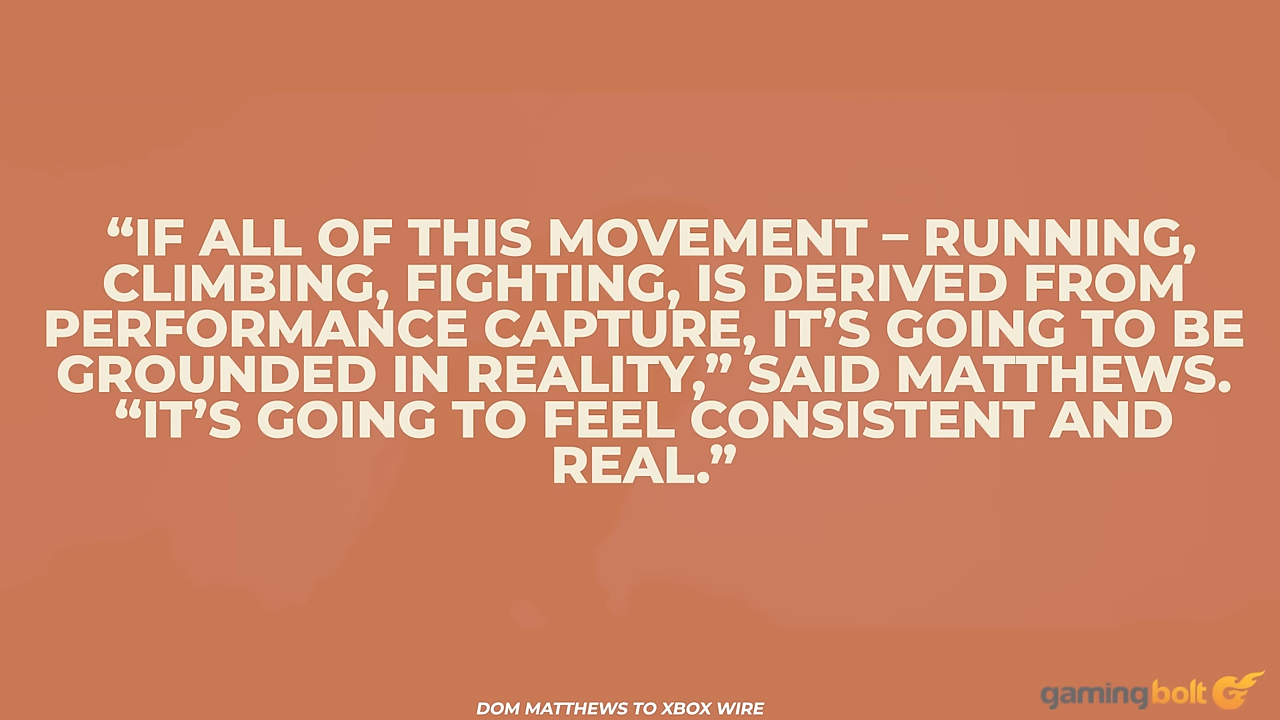 “IF ALL OF THIS MOVEMENT – RUNNING,
CLIMBING, FIGHTING, IS DERIVED FROM
PERFORMANCE CAPTURE, IT’S GOING TO BE
GROUNDED IN REALITY,” SAID MATTHEWS.
“IT’S GOING TO FEEL CONSISTENT AND
REAL.”
DOM MATTHEWS TO XBOX WIRE
gamingbolt